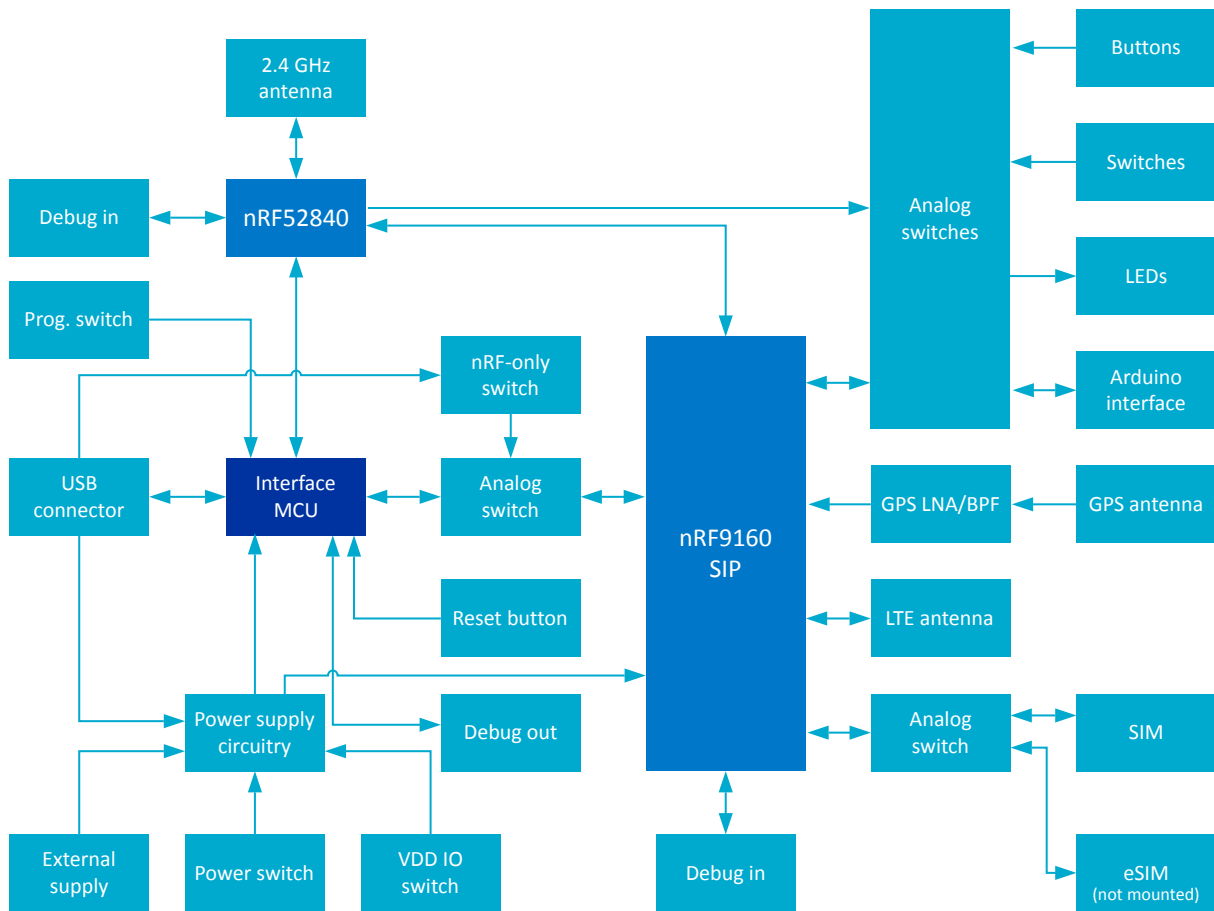 2.4 GHz
antenna
Buttons
Switches
Debug in
nRF52840
Analog
switches
LEDs
Prog. switch
nRF-only
switch
Arduino
interface
USB
connector
Interface
MCU
Analog
switch
nRF9160
SIP
GPS LNA/BPF
GPS antenna
Reset button
LTE antenna
Power supply
circuitry
Debug out
Analog
switch
SIM
External
supply
Power switch
VDD IO
switch
Debug in
eSIM
(not mounted)